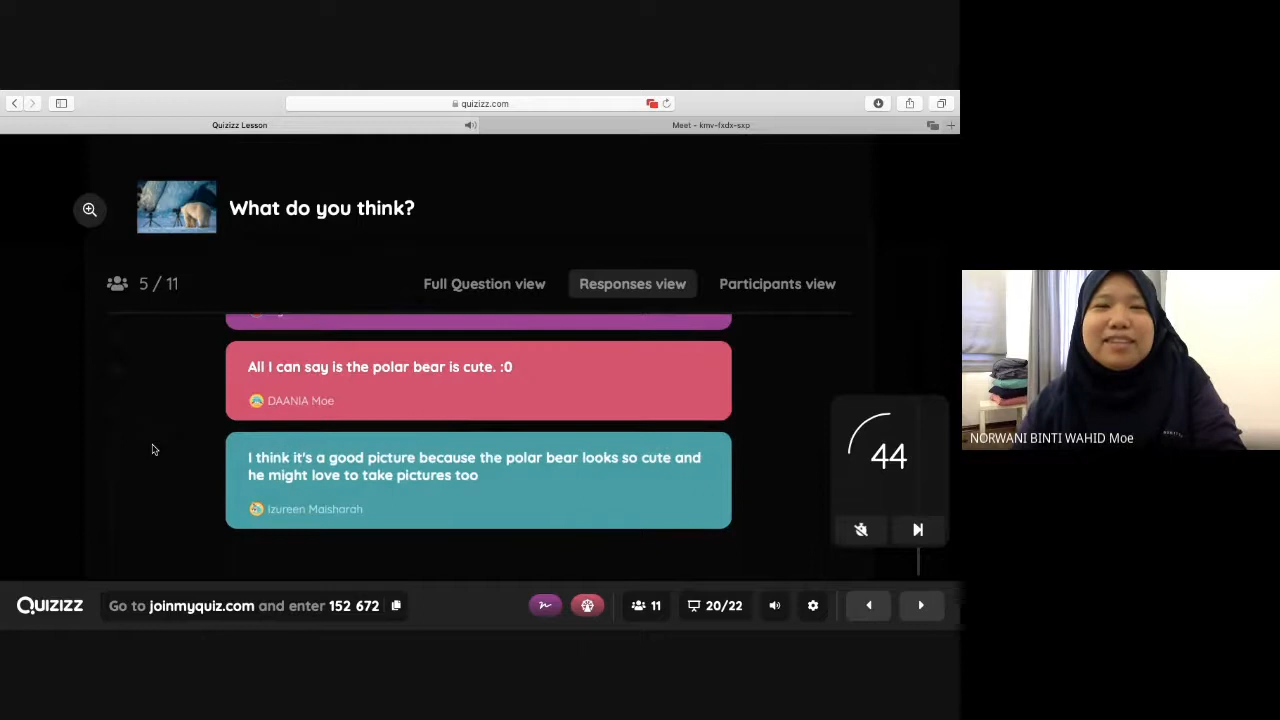 quizizz.com
Quizizz Lesson
Meet - kmv-fxdx-sxp
What do you think?
5 / 11
Full Question view
Responses view
Participants view
All I can say is the polar bear is cute. :0
DAANIA Moe
I think it's a good picture because the polar bear looks so cute and
he might love to take pictures too
Izureen Maisharah
44
NORWANI BINTI WAHID Moe
QUIZIZZ
Go to joinmyquiz.com and enter 152 672
11
20/22